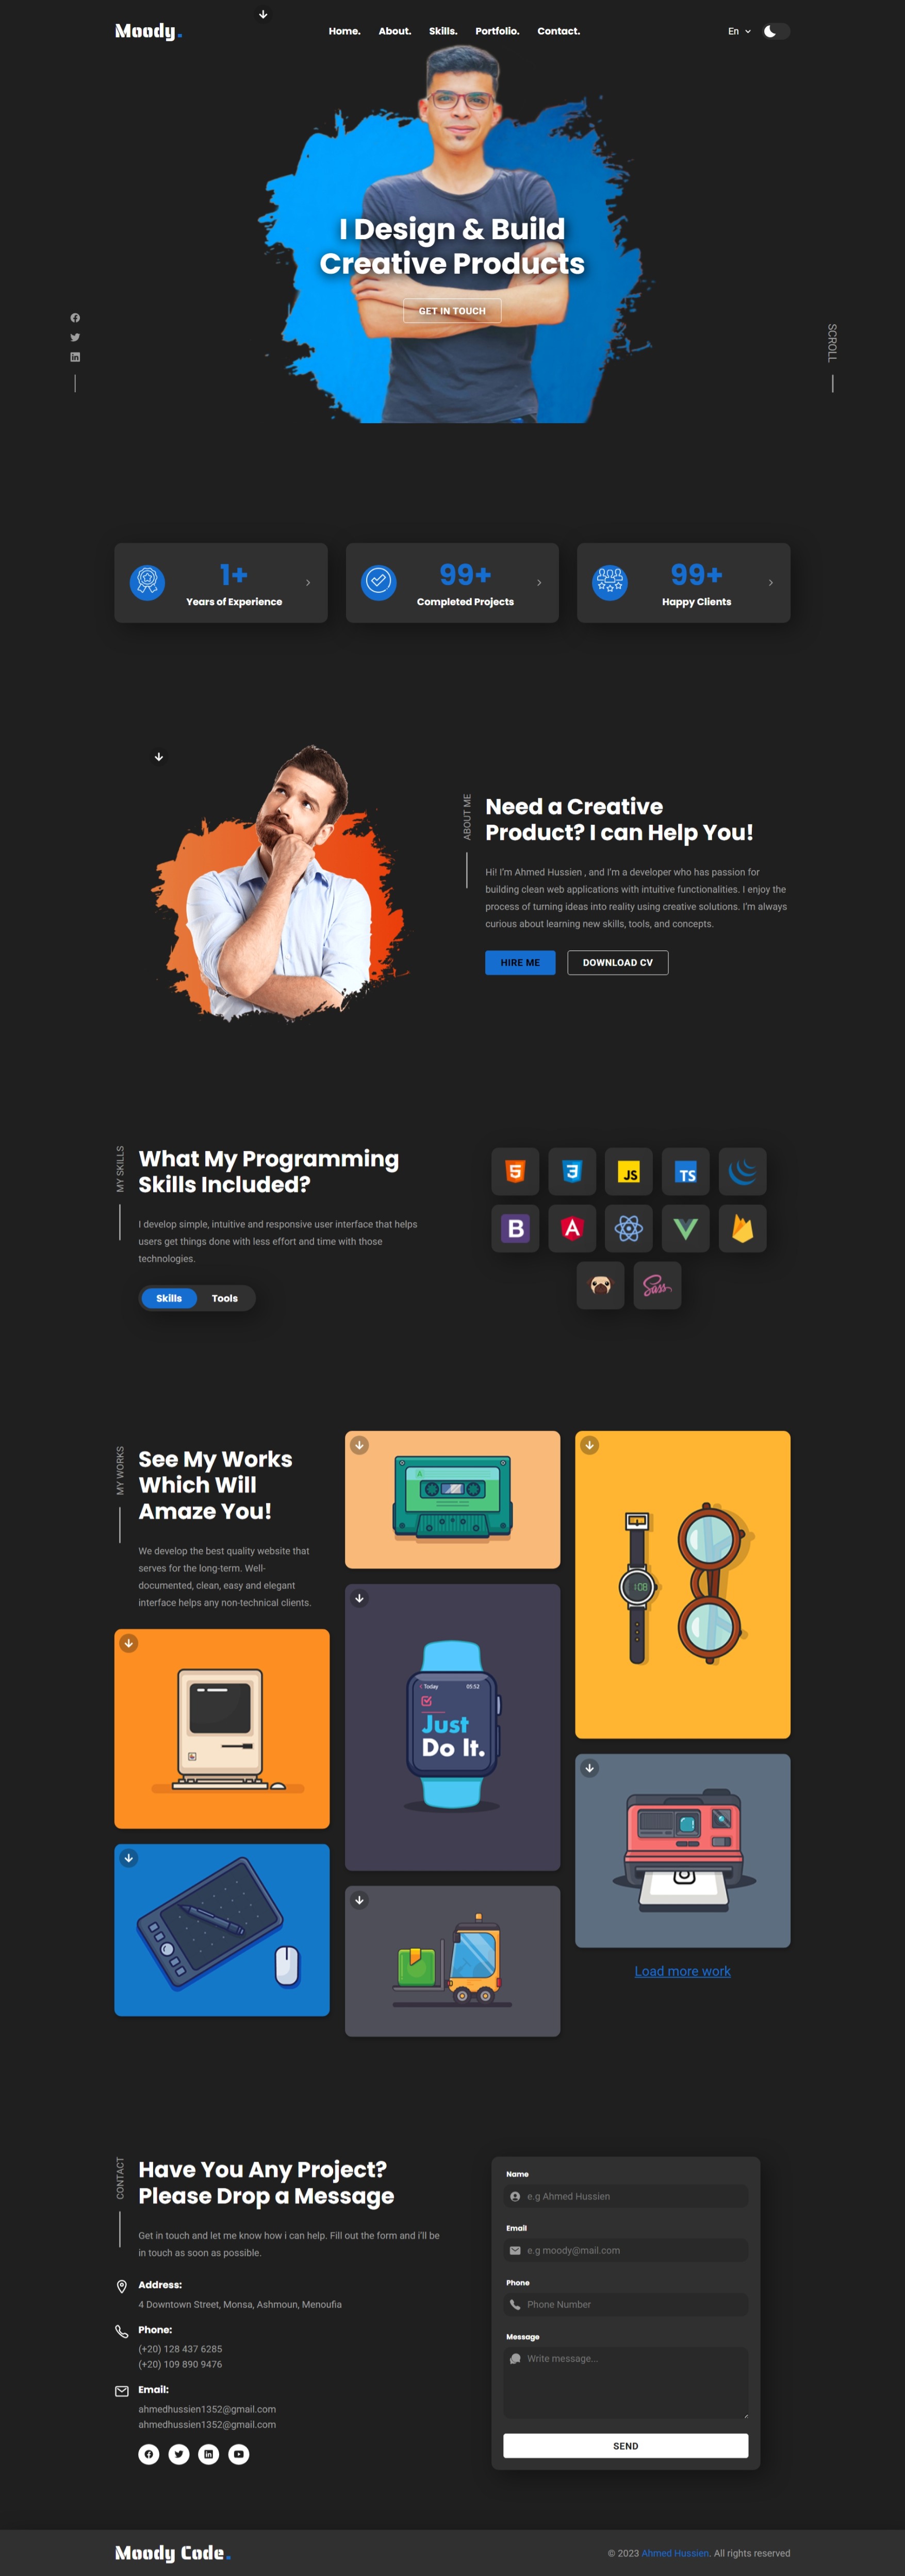 Moody.
Home. About. Skills. Portfolio. Contact.
En
I Design & Build
Creative Products
GET IN TOUCH
SCROLL
1+
Years of Experience
99+
Completed Projects
99+
Happy Clients
ABOUT ME
Need a Creative
Product? I can Help You!
Hi! I'm Ahmed Hussien , and I'm a developer who has passion for
building clean web applications with intuitive functionalities. I enjoy the
process of turning ideas into reality using creative solutions. I'm always
curious about learning new skills, tools, and concepts.
HIRE ME
DOWNLOAD CV
MY SKILLS
What My Programming
Skills Included?
I develop simple, intuitive and responsive user interface that helps
users get things done with less effort and time with those
technologies.
Skills
Tools
5
3
JS
TS
B
A
Sass
MY WORKS
See My Works
Which Will
Amaze You!
We develop the best quality website that
serves for the long-term. Well-
documented, clean, easy and elegant
interface helps any non-technical clients.
A
Today 05:52
Just
Do It.
1:08
Load more work
CONTACT
Have You Any Project?
Please Drop a Message
Get in touch and let me know how i can help. Fill out the form and i'll be
in touch as soon as possible.
Address:
4 Downtown Street, Monsa, Ashmoun, Menoufia
Phone:
(+20) 128 437 6285
(+20) 109 890 9476
Email:
ahmedhussien1352@gmail.com
ahmedhussien1352@gmail.com
Name
e.g Ahmed Hussien
Email
e.g moody@mail.com
Phone
Phone Number
Message
Write message...
SEND
Moody Code.
© 2023 Ahmed Hussien. All rights reserved